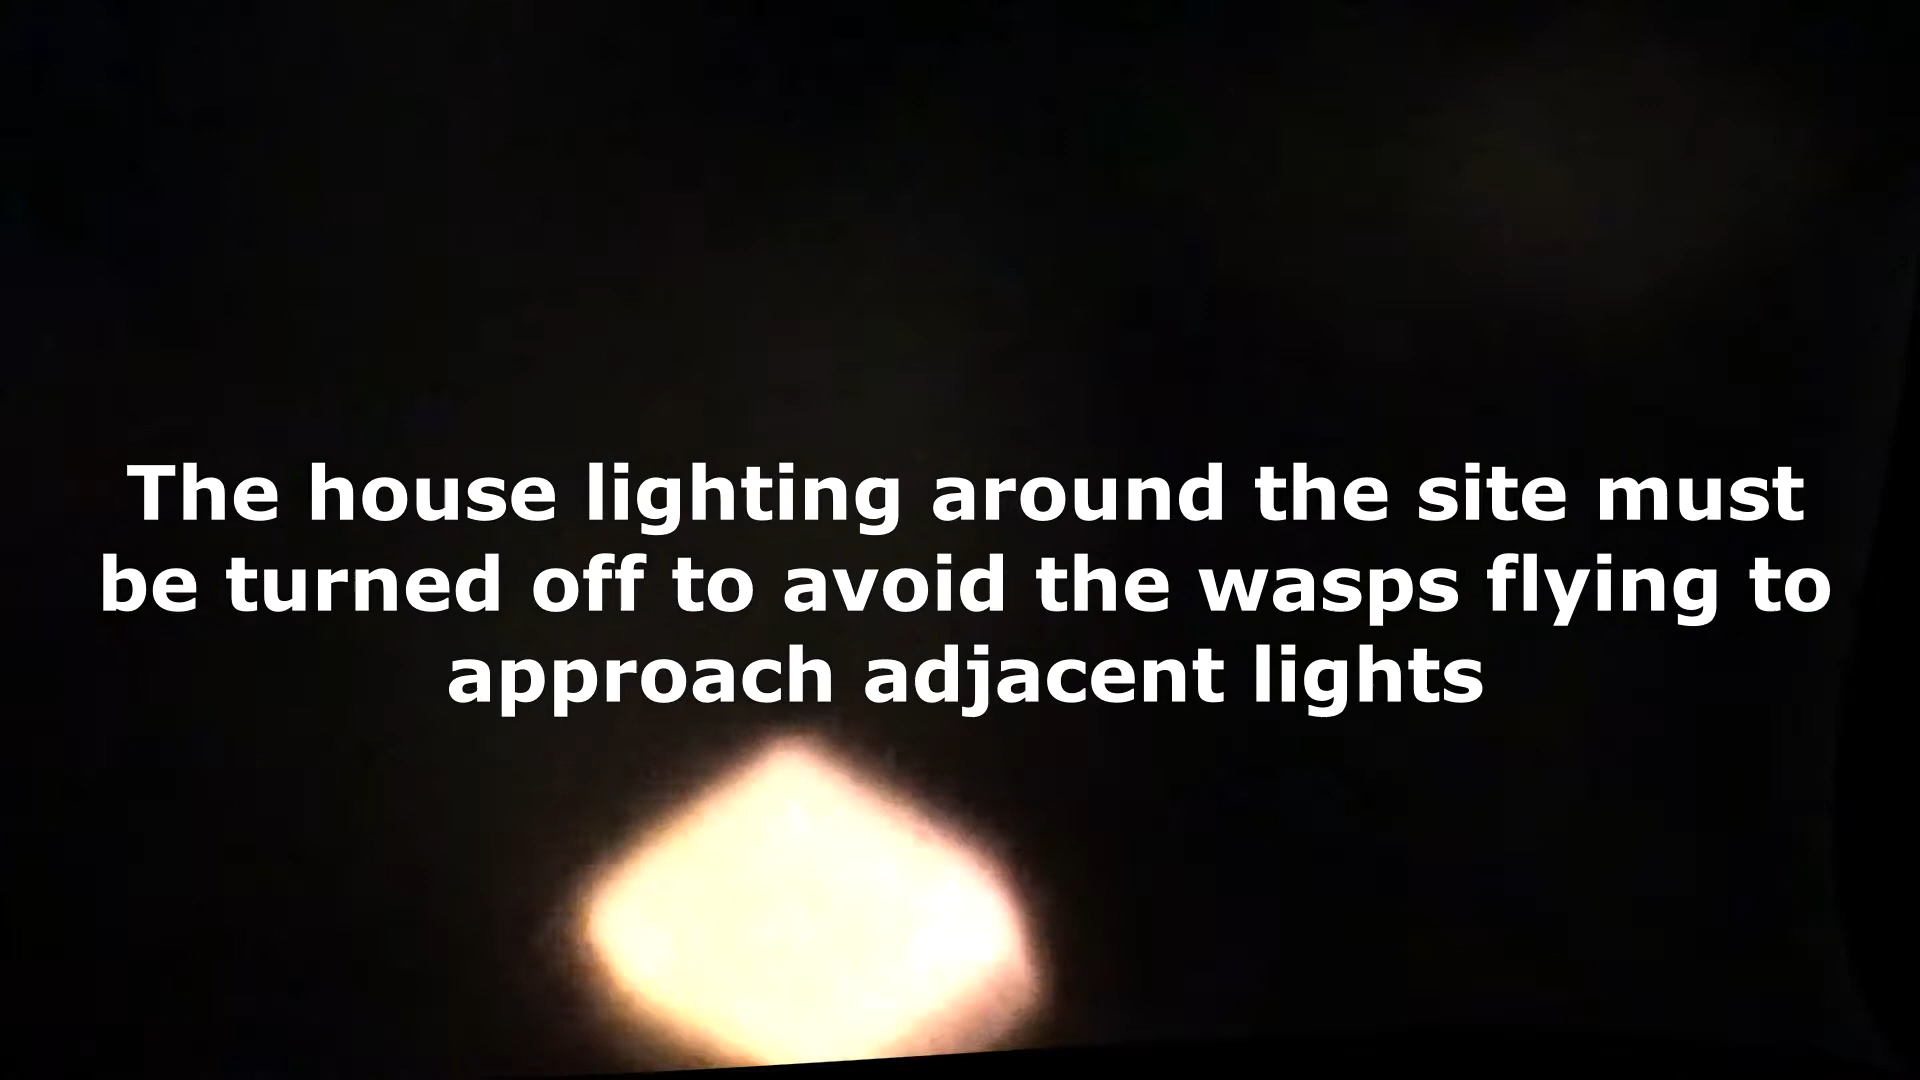 The house lighting around the site must
be turned off to avoid the wasps flying to
approach adjacent lights